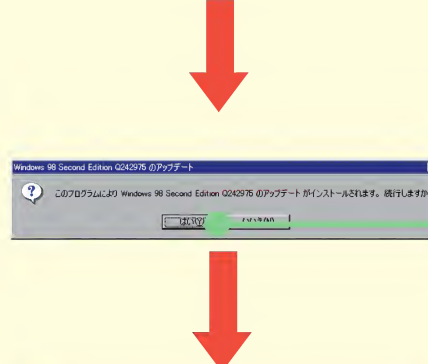 Windows 98 Second Edition Q242975 のアップデート
このプログラムにより Windows 98 Second Edition Q242975 のアップデート がインストールされます。 続行しますか
はい(Y)